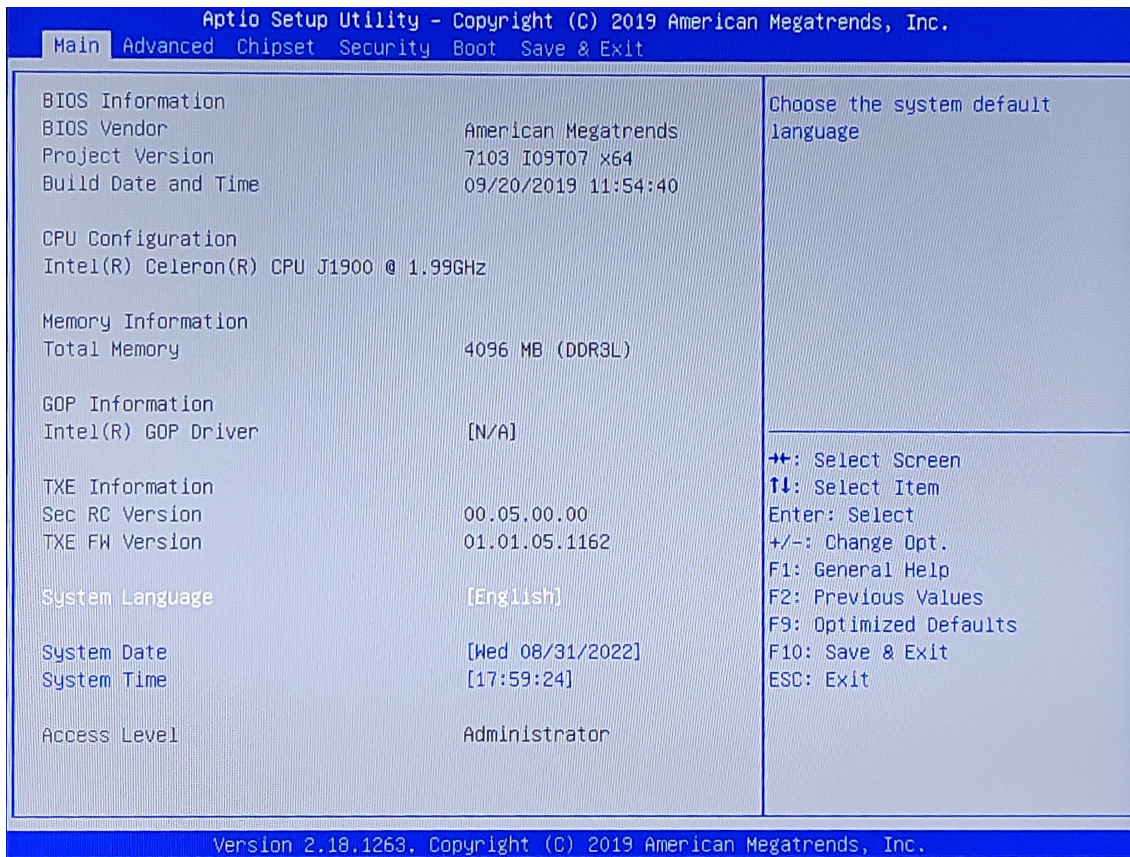 Aptio Setup Utility - Copyright (C) 2019 American Megatrends, Inc.
Main Advanced Chipset Security Boot Save & Exit
BIOS Information
BIOS Vendor American Megatrends
Project Version 7103 I09T07 x64
Build Date and Time 09/20/2019 11:54:40
CPU Configuration
Intel(R) Celeron(R) CPU J1900 @ 1.99GHz
Memory Information
Total Memory 4096 MB (DDR3L)
GOP Information
Intel(R) GOP Driver [N/A]
TXE Information
Sec RC Version 00.05.00.00
TXE FW Version 01.01.05.1162
System Language [English]
System Date [Wed 08/31/2022]
System Time [17:59:24]
Access Level Administrator
Choose the system default
language
→←: Select Screen
↑↓: Select Item
Enter: Select
+/-: Change Opt.
F1: General Help
F2: Previous Values
F9: Optimized Defaults
F10: Save & Exit
ESC: Exit
Version 2.18.1263. Copyright (C) 2019 American Megatrends, Inc.